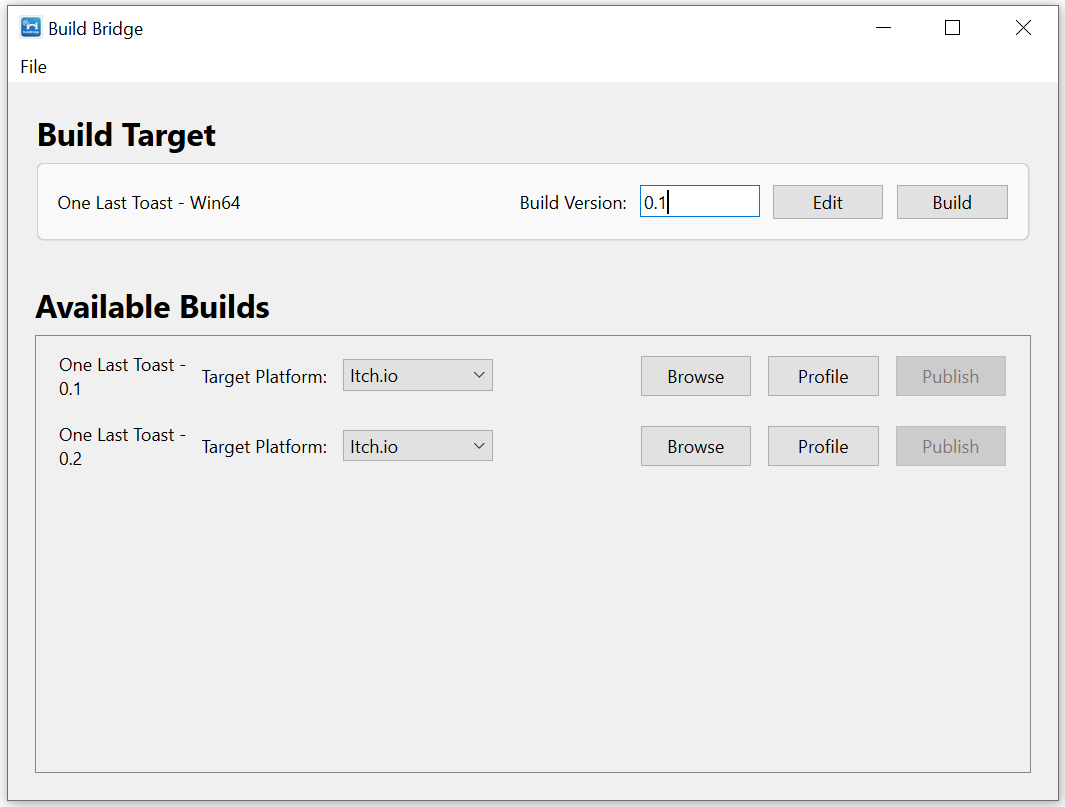 Build Bridge
File
Build Target
One Last Toast - Win64 Build Version: 0.1 Edit Build
Available Builds
One Last Toast -
0.1
Target Platform: Itch.io Browse Profile Publish
One Last Toast -
0.2
Target Platform: Itch.io Browse Profile Publish